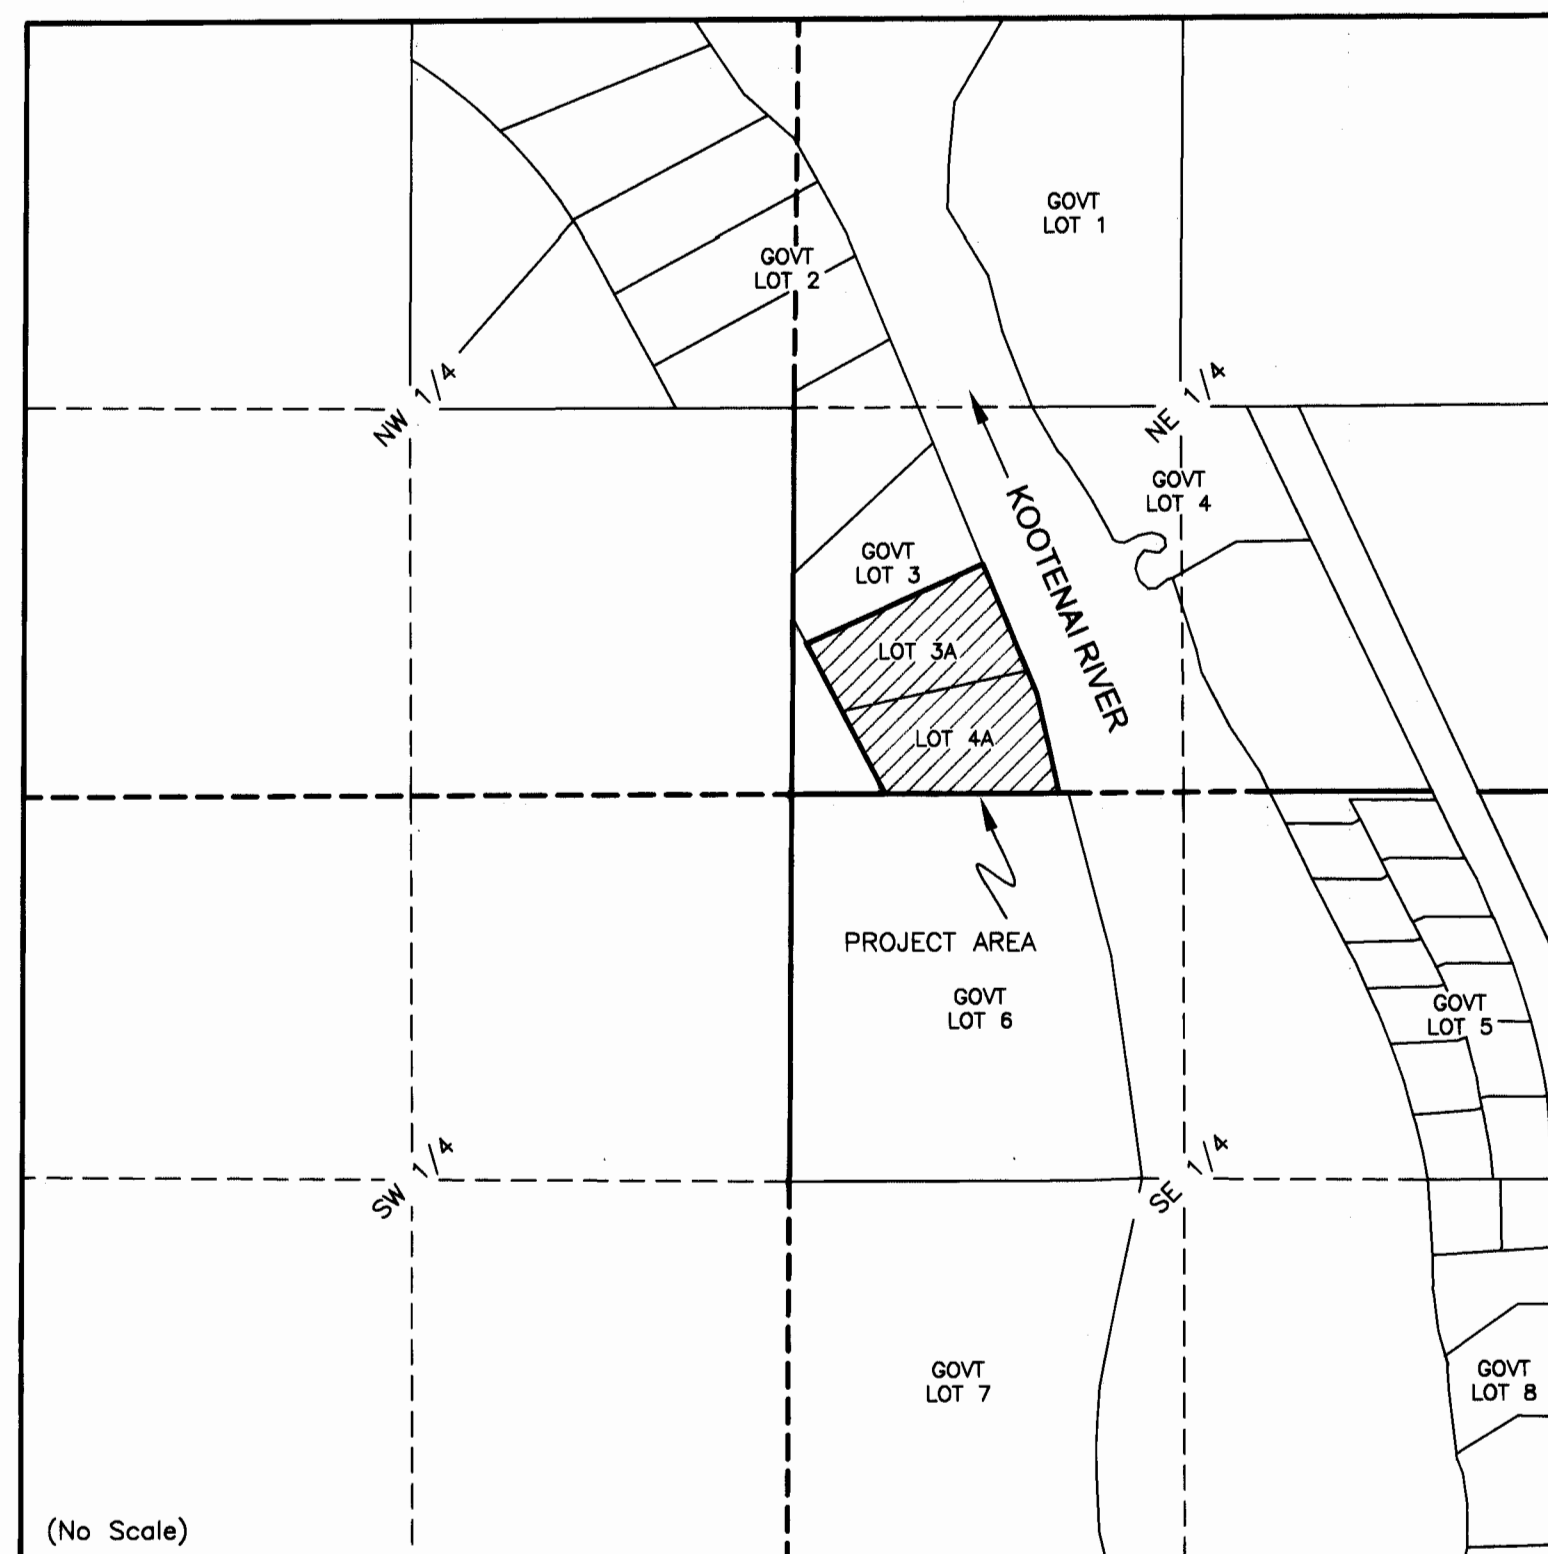 GOVT
LOT 1
GOVT
LOT 2
NW 1/4
NE 1/4
GOVT
LOT 4
KOOTENAI RIVER
GOVT
LOT 3
LOT 3A
LOT 4A
PROJECT AREA
GOVT
LOT 6
GOVT
LOT 5
SW 1/4
SE 1/4
GOVT
LOT 7
GOVT
LOT 8
(No Scale)